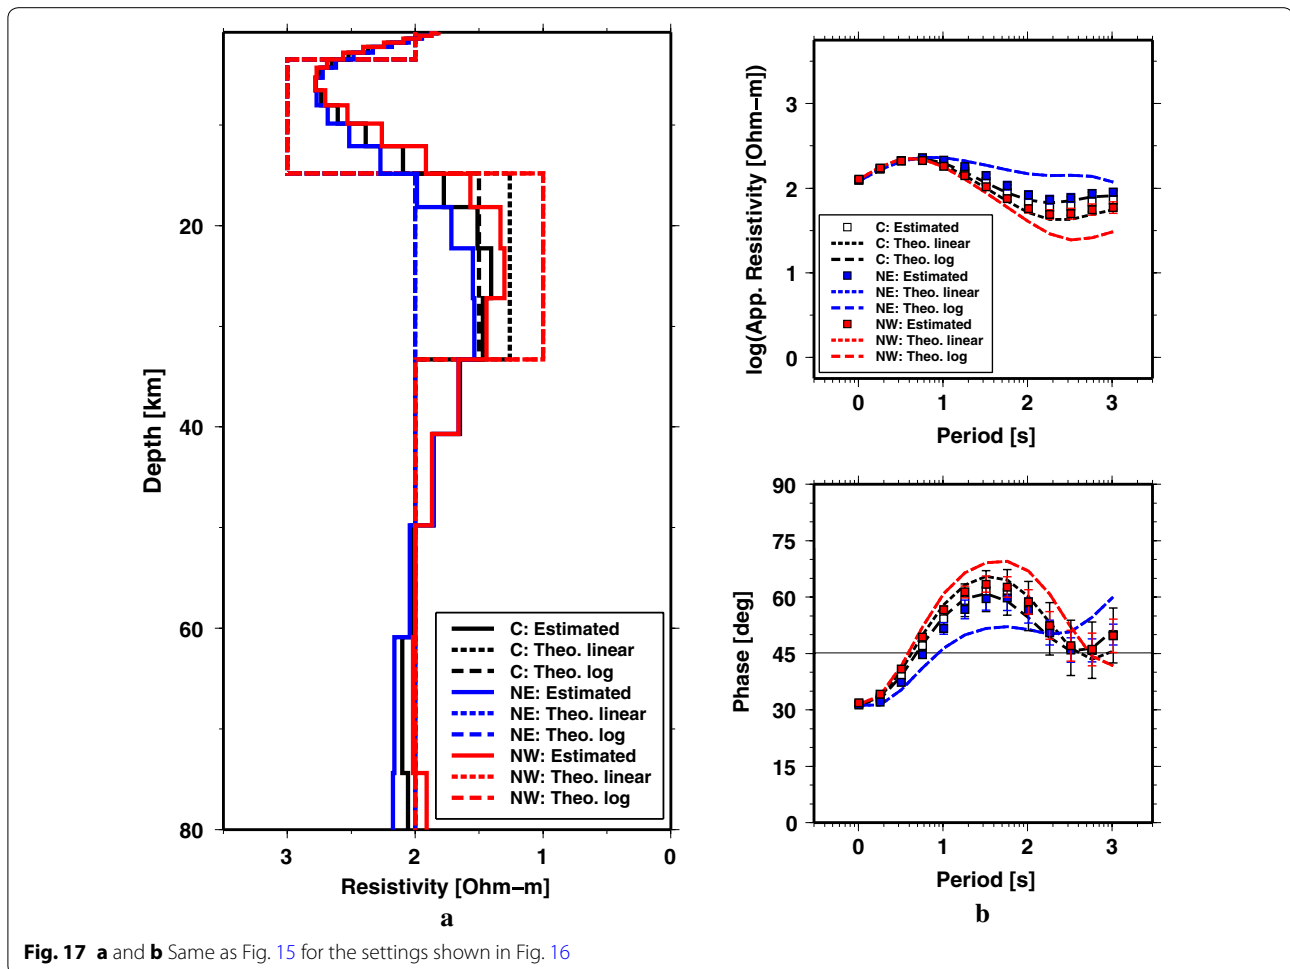 20
40
60
80
Depth [km]
3
2
1
0
Resistivity [Ohm–m]
C: Estimated
C: Theo. linear
C: Theo. log
NE: Estimated
NE: Theo. linear
NE: Theo. log
NW: Estimated
NW: Theo. linear
NW: Theo. log
a
log(App. Resistivity [Ohm–m])
3
2
1
0
C: Estimated
C: Theo. linear
C: Theo. log
NE: Estimated
NE: Theo. linear
NE: Theo. log
NW: Estimated
NW: Theo. linear
NW: Theo. log
0
1
2
3
Period [s]
Phase [deg]
90
75
60
45
30
15
0
0
1
2
3
Period [s]
b
Fig. 17 a and b Same as Fig. 15 for the settings shown in Fig. 16